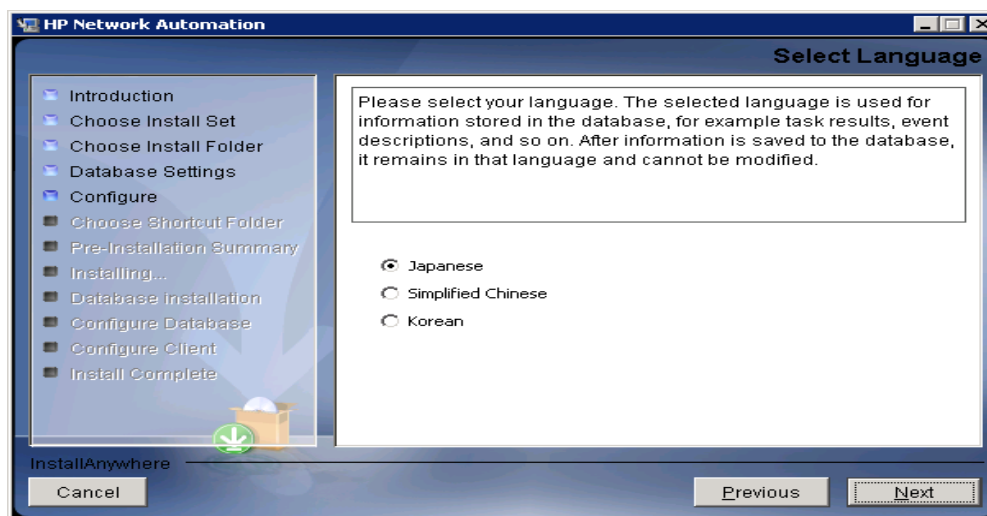 HP Network Automation
Select Language
Introduction
Choose Install Set
Choose Install Folder
Database Settings
Configure
Choose Shortcut Folder
Pre-Installation Summary
Installing...
Database installation
Configure Database
Configure Client
Install Complete
Please select your language. The selected language is used for
information stored in the database, for example task results, event
descriptions, and so on. After information is saved to the database,
it remains in that language and cannot be modified.
Japanese
Simplified Chinese
Korean
InstallAnywhere
Cancel
Previous
Next